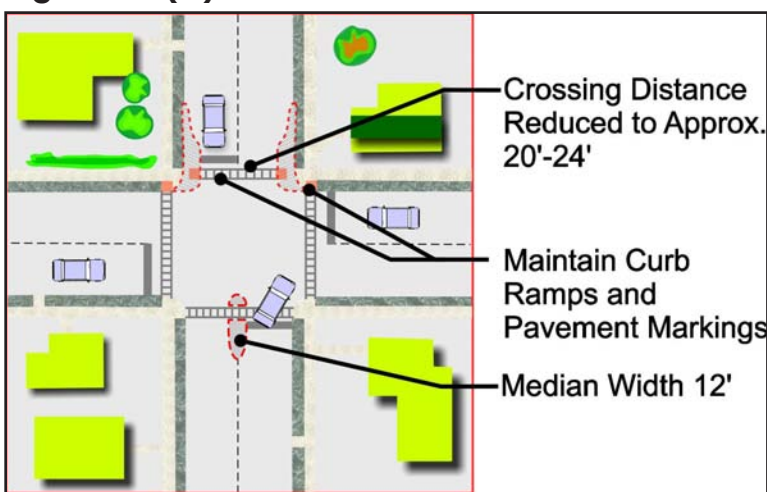 Crossing Distance
Reduced to Approx.
20'-24'
Maintain Curb
Ramps and
Pavement Markings
Median Width 12'